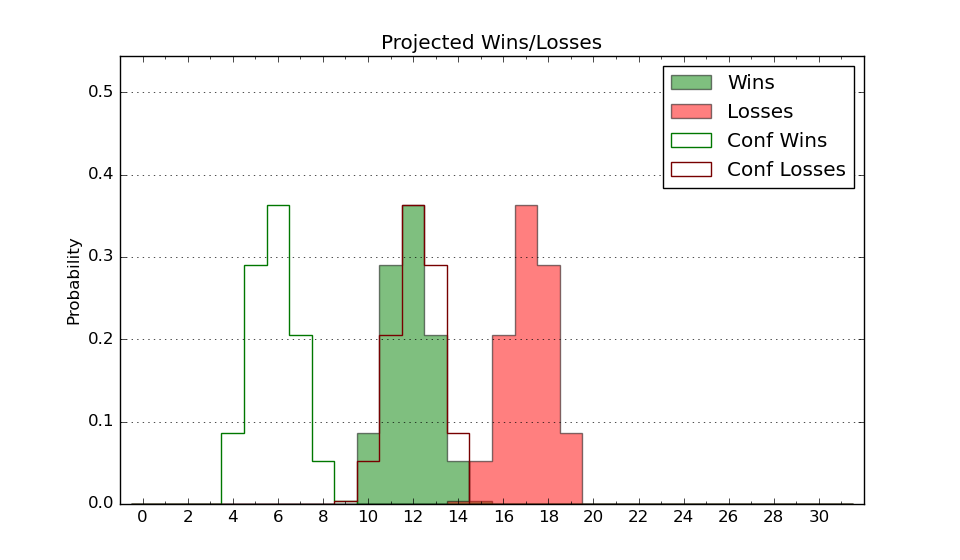 Projected Wins/Losses
Wins
Losses
Conf Wins
Conf Losses
Probability
0.5
0.4
0.3
0.2
0.1
0.0
0 2 4 6 8 10 12 14 16 18 20 22 24 26 28 30